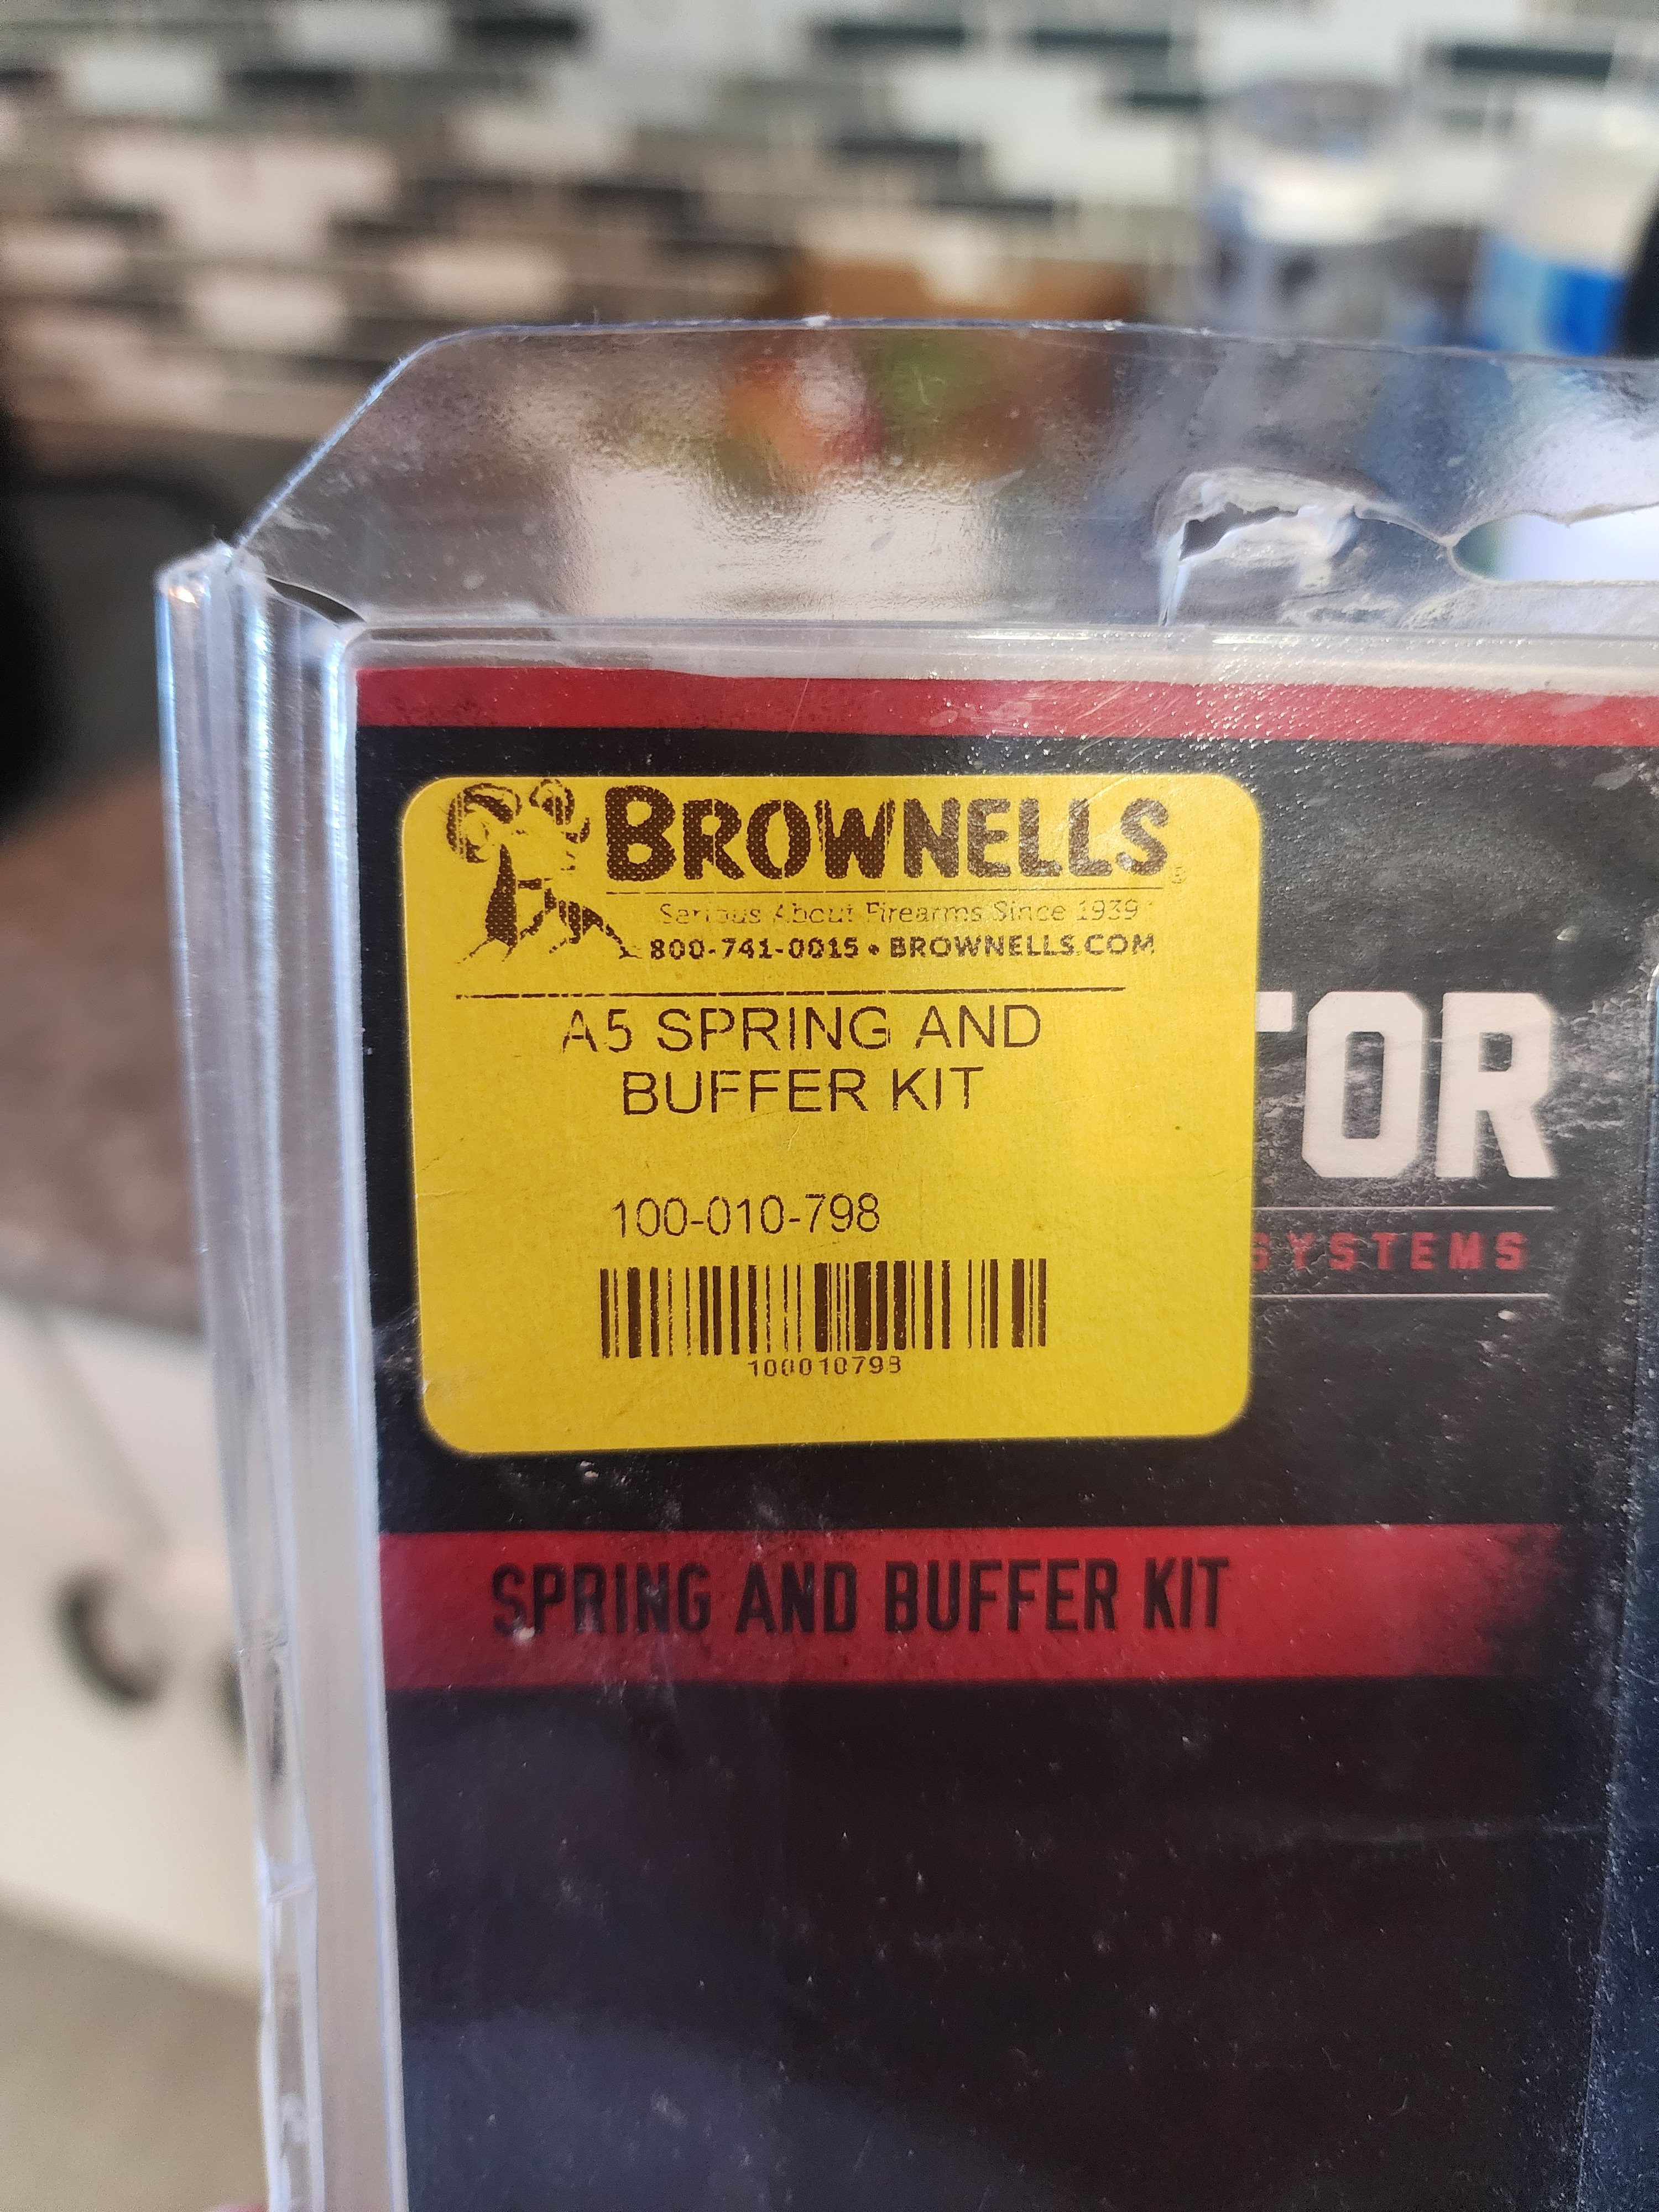 BROWNELLS
Serious About Firearms Since 1939
800-741-0015 • BROWNELLS.COM
A5 SPRING AND
BUFFER KIT
100-010-798
100010798
TOR
SYSTEMS
SPRING AND BUFFER KIT